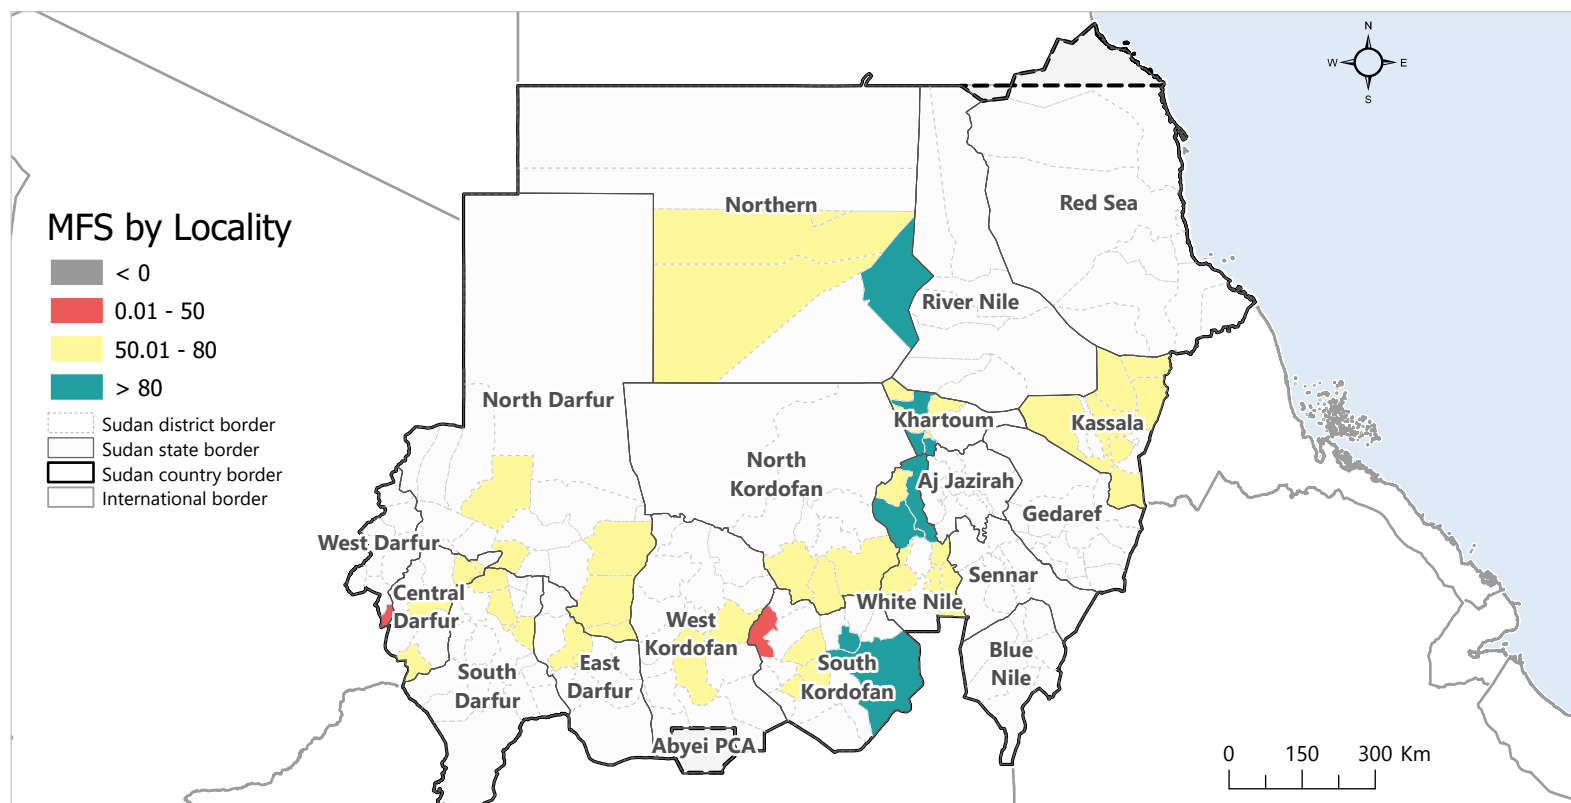 N
W
E
S
Northern
Red Sea
MFS by Locality
< 0
0.01 - 50
50.01 - 80
> 80
Sudan district border
Sudan state border
Sudan country border
International border
River Nile
North Darfur
Khartoum
Kassala
North
Kordofan
Aj Jazirah
Gedaref
West Darfur
Sennar
Central
Darfur
White Nile
West
Kordofan
Blue
Nile
South
Darfur
East
Darfur
South
Kordofan
Abyei PCA
0
150
300 Km